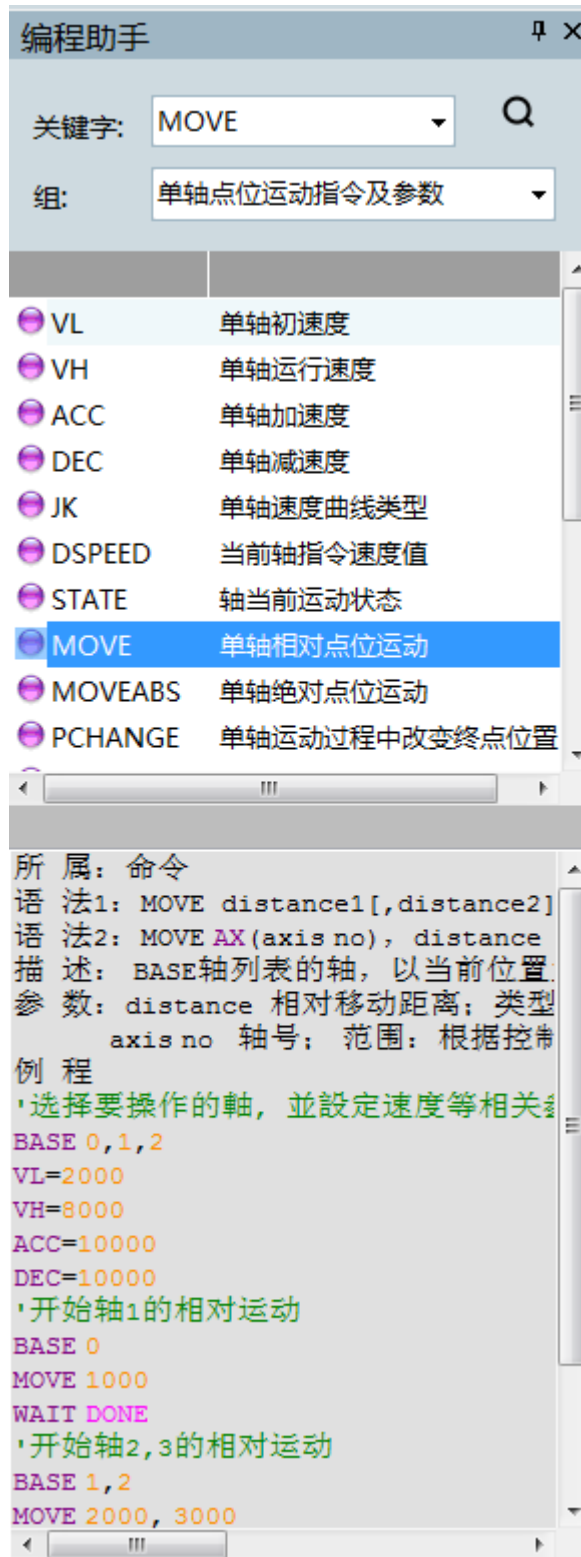 编程助手
关键字: MOVE
组: 单轴点位运动指令及参数
VL 单轴初速度
VH 单轴运行速度
ACC 单轴加速度
DEC 单轴减速度
JK 单轴速度曲线类型
DSPEED 当前轴指令速度值
STATE 轴当前运动状态
MOVE 单轴相对点位运动
MOVEABS 单轴绝对点位运动
PCHANGE 单轴运动过程中改变终点位置
所 属: 命令
语 法1: MOVE distance1[,distance2]
语 法2: MOVE AX(axis no), distance
描 述: BASE轴列表的轴, 以当前位置
参 数: distance 相对移动距离; 类型
axis no 轴号; 范围: 根据控制
例 程
'选择要操作的軸, 並設定速度等相关
BASE 0,1,2
VL=2000
VH=8000
ACC=10000
DEC=10000
'开始轴1的相对运动
BASE 0
MOVE 1000
WAIT DONE
'开始轴2,3的相对运动
BASE 1,2
MOVE 2000, 3000